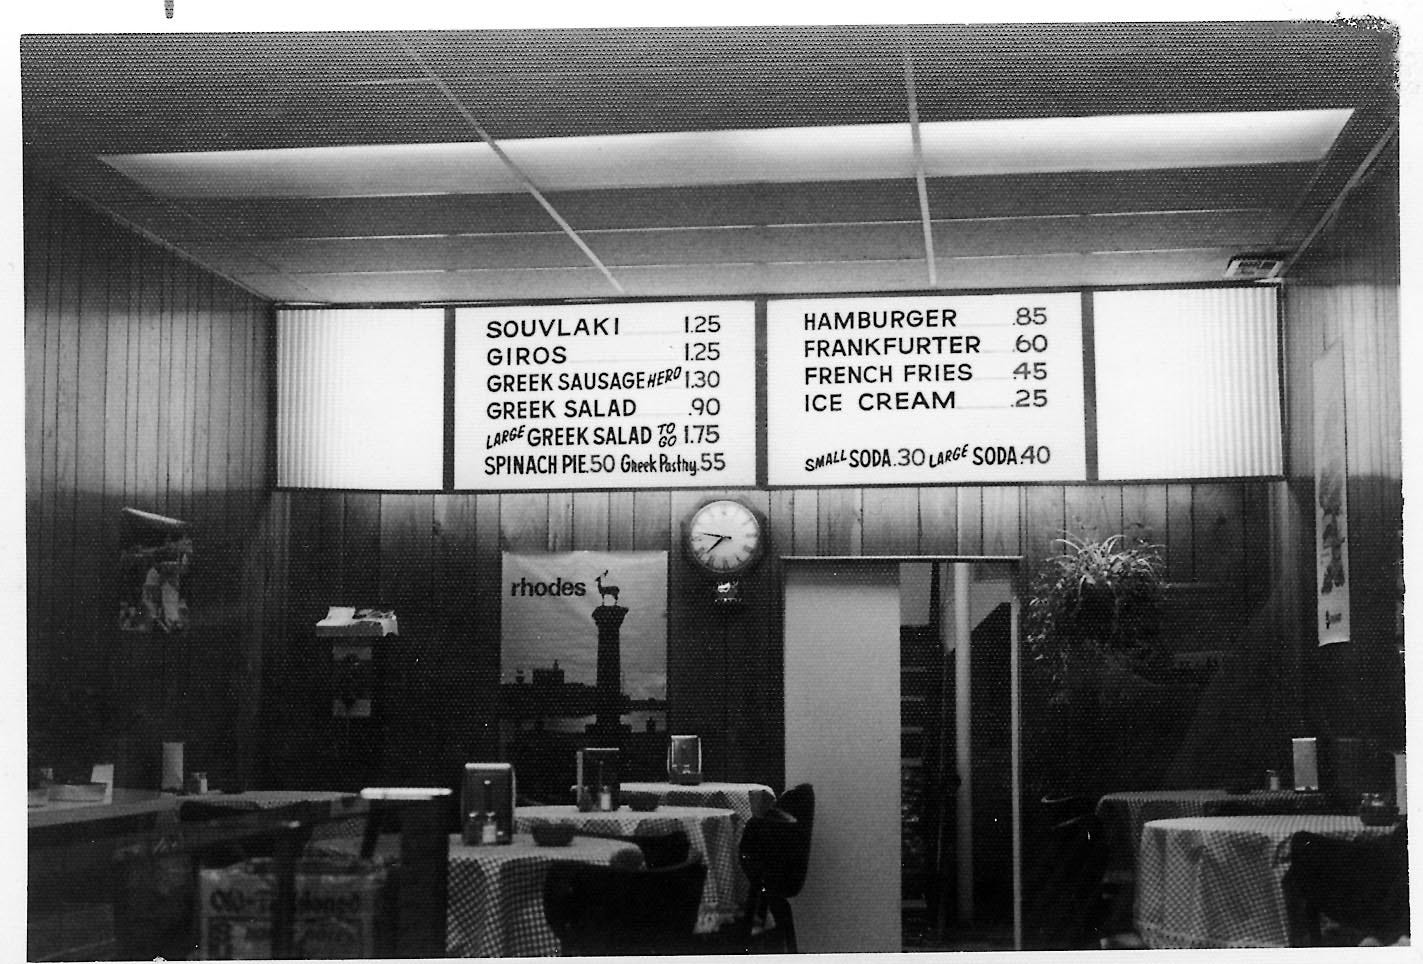 SOUVLAKI 1.25
GIROS 1.25
GREEK SAUSAGE HERO 1.30
GREEK SALAD .90
LARGE GREEK SALAD TO GO 1.75
SPINACH PIE .50 Greek Pastry .55
HAMBURGER .85
FRANKFURTER .60
FRENCH FRIES .45
ICE CREAM .25
SMALL SODA .30 LARGE SODA .40
rhodes